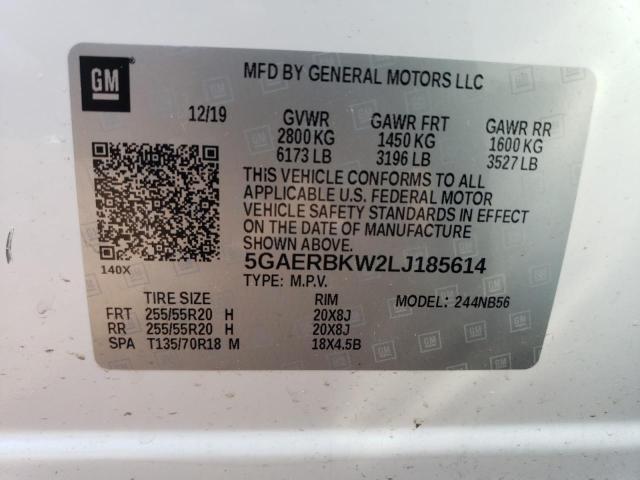 GM
MFD BY GENERAL MOTORS LLC
12/19 GVWR GAWR FRT GAWR RR
2800 KG 1450 KG 1600 KG
6173 LB 3196 LB 3527 LB
THIS VEHICLE CONFORMS TO ALL
APPLICABLE U.S. FEDERAL MOTOR
VEHICLE SAFETY STANDARDS IN EFFECT
ON THE DATE OF MANUFACTURE
SHOWN ABOVE.
140X
5GAERBKW2LJ185614
TYPE: M.P.V.
TIRE SIZE RIM MODEL: 244NB56
FRT 255/55R20 H 20X8J
RR 255/55R20 H 20X8J
SPA T135/70R18 M 18X4.5B